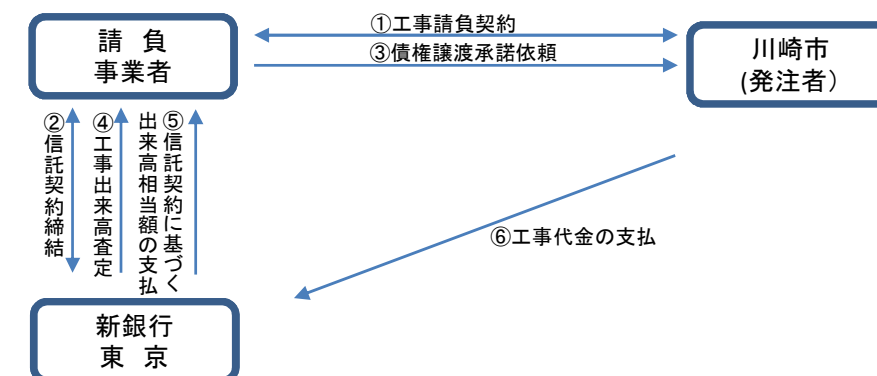 請 負
事業者
①工事請負契約
③債権譲渡承諾依頼
川崎市
(発注者）
②信託契約締結
④工事出来高査定
⑤信託契約に基づく
出来高相当額の支払
⑥工事代金の支払
新銀行
東 京